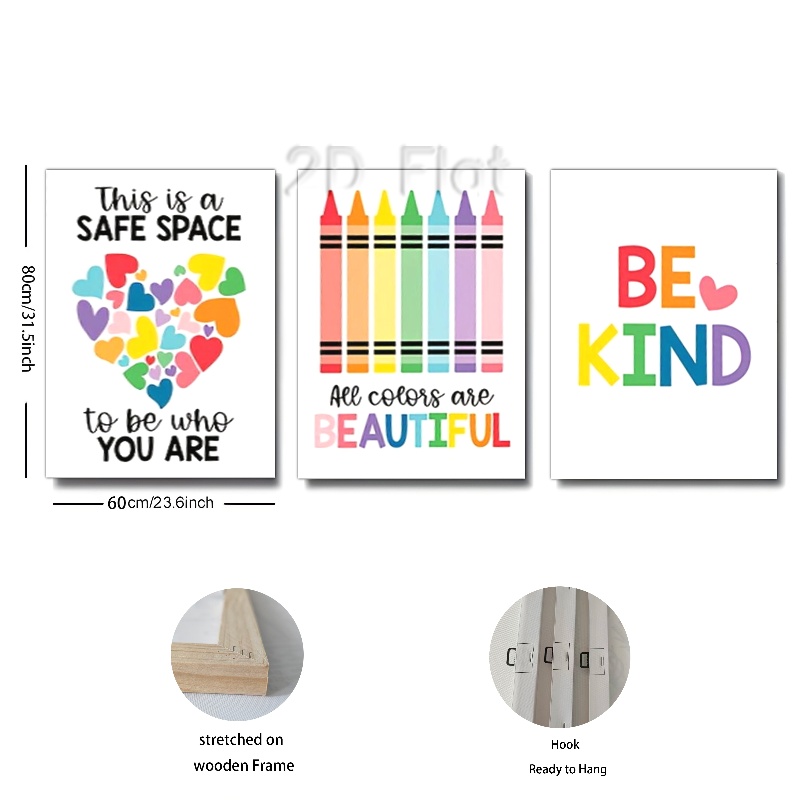 2D Flat
This is a
SAFE SPACE
to be who
YOU ARE
All colors are
BEAUTIFUL
BE
KIND
80cm/31.5inch
60cm/23.6inch
stretched on
wooden Frame
Hook
Ready to Hang